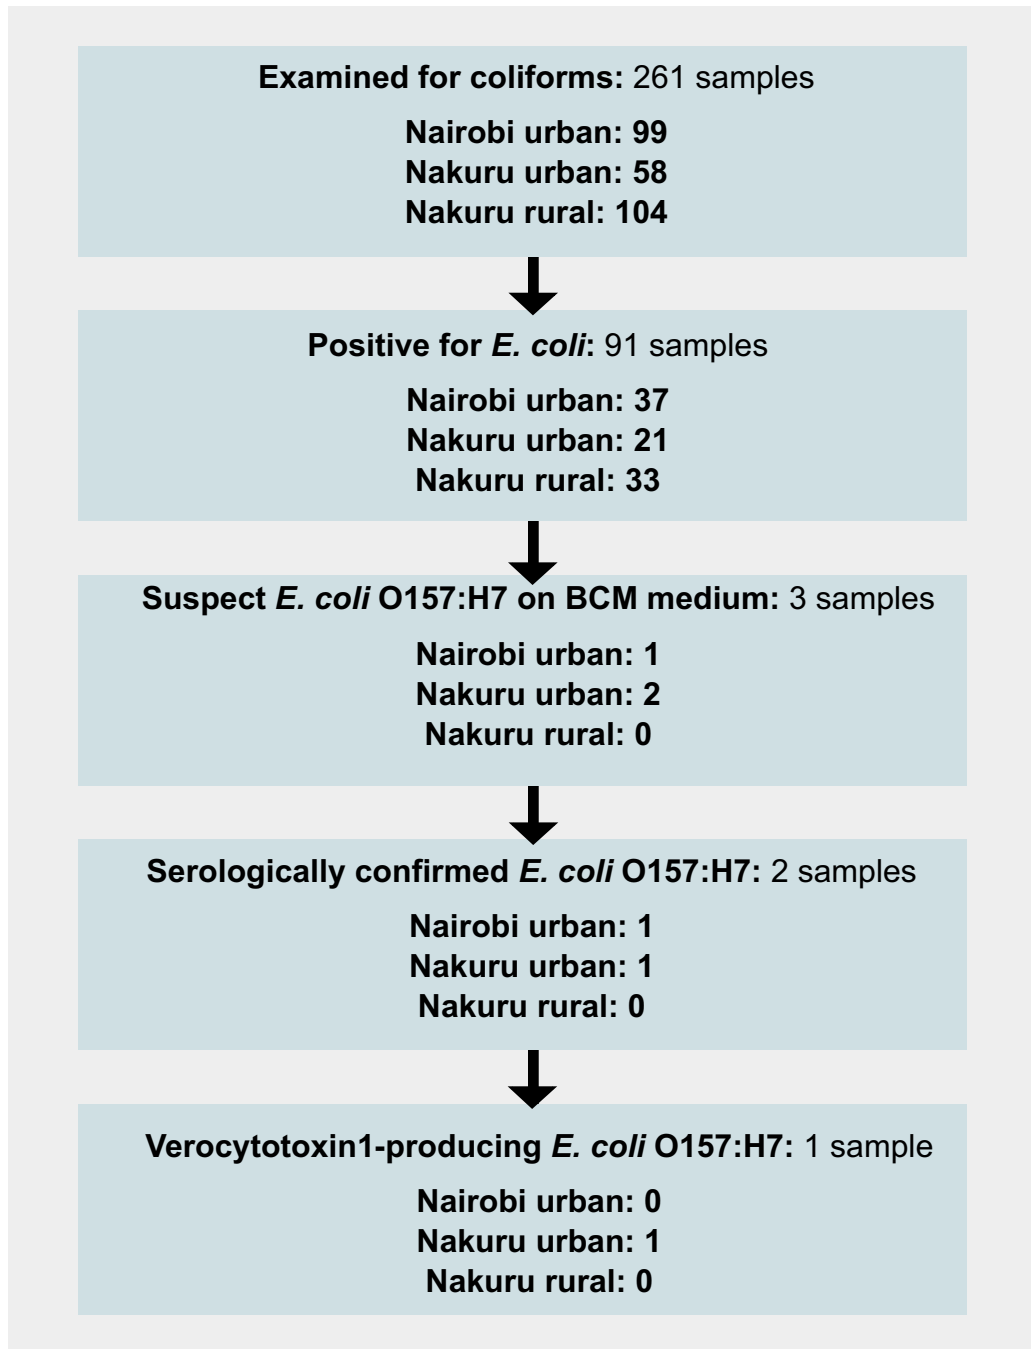 Examined for coliforms: 261 samples
Nairobi urban: 99
Nakuru urban: 58
Nakuru rural: 104
Positive for E. coli: 91 samples
Nairobi urban: 37
Nakuru urban: 21
Nakuru rural: 33
Suspect E. coli O157:H7 on BCM medium: 3 samples
Nairobi urban: 1
Nakuru urban: 2
Nakuru rural: 0
Serologically confirmed E. coli O157:H7: 2 samples
Nairobi urban: 1
Nakuru urban: 1
Nakuru rural: 0
Verocytotoxin1-producing E. coli O157:H7: 1 sample
Nairobi urban: 0
Nakuru urban: 1
Nakuru rural: 0